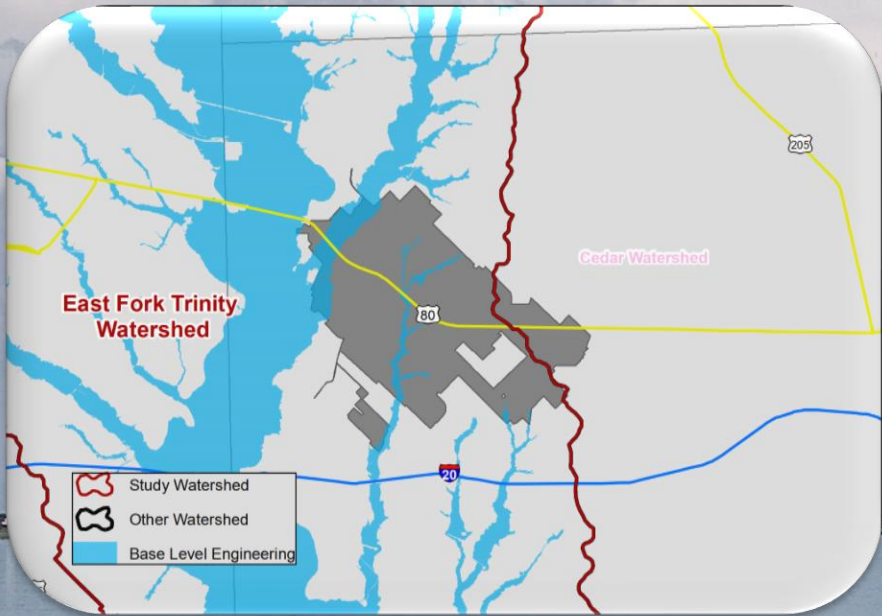 205
Cedar Watershed
East Fork Trinity
Watershed
80
20
Study Watershed
Other Watershed
Base Level Engineering